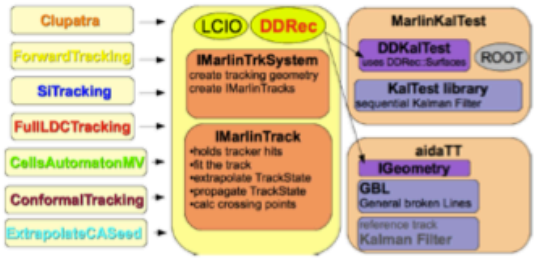 Clupatra
ForwardTracking
SiTracking
FullLDCTracking
CellsAutomatonMV
ConformalTracking
ExtrapolateCASeed
LCIO
DDRec
IMarlinTrkSystem
create tracking geometry
create IMarlinTracks
IMarlinTrack
•holds tracker hits
•fit the track
•extrapolate TrackState
•propagate TrackState
•calc crossing points
MarlinKalTest
DDKalTest
uses DDRec::Surfaces
ROOT
KalTest library
sequential Kalman Filter
aidaTT
IGeometry
GBL
General broken Lines
reference track
Kalman Filter